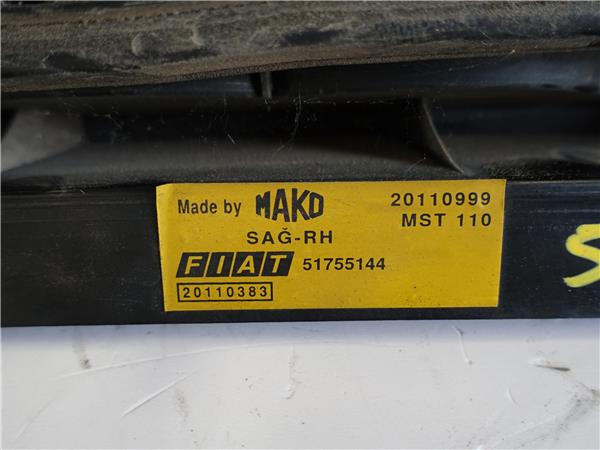 Made by MAKO 20110999
MST 110
SAĞ-RH
FIAT 51755144
20110383
S